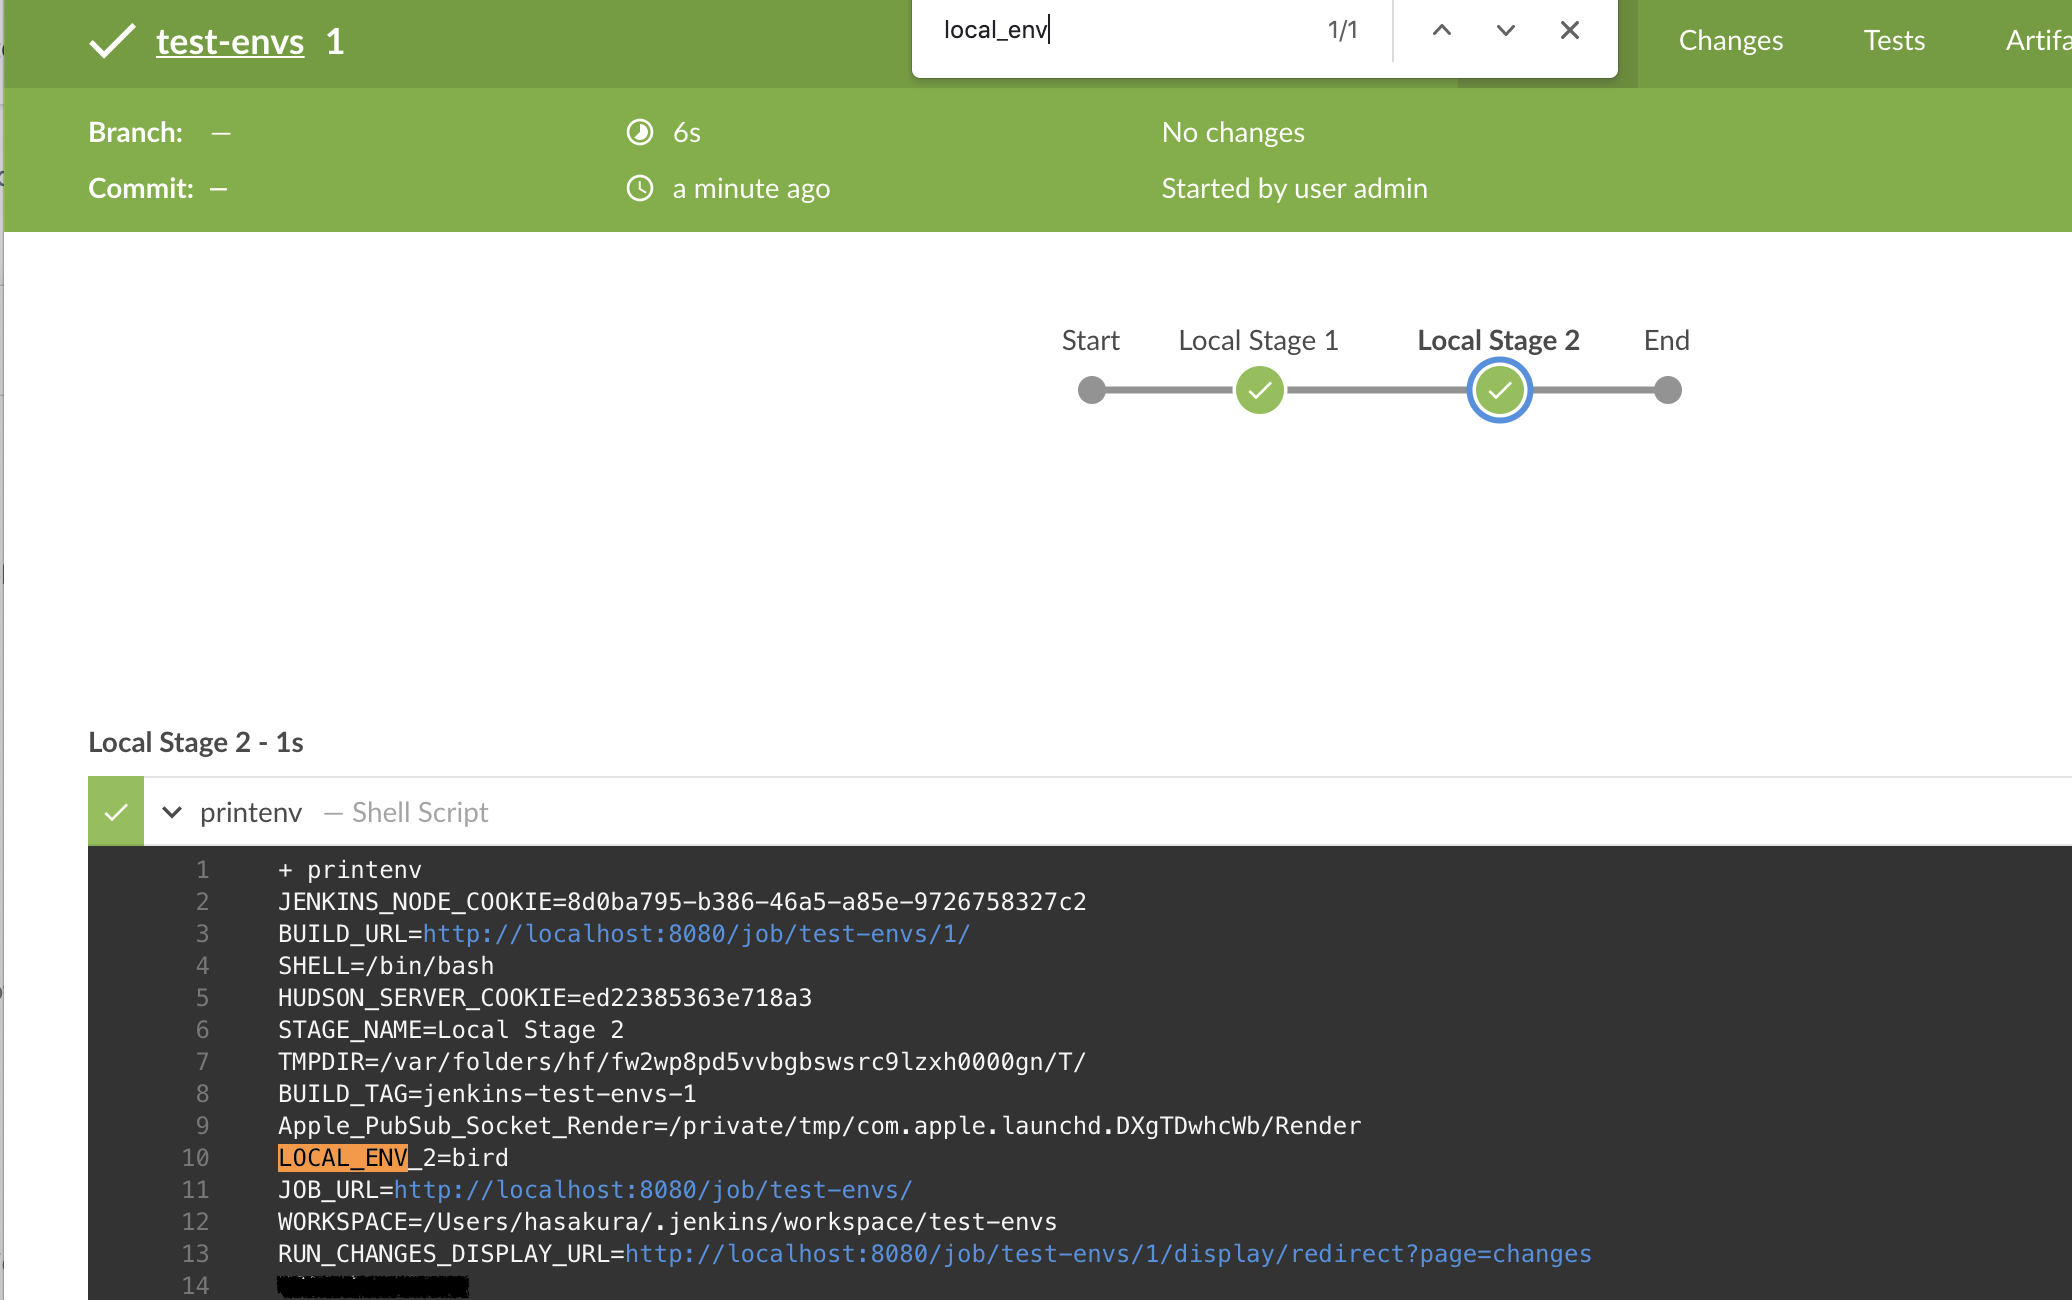 test-envs 1
local_env 1/1
Changes Tests Artifa
Branch: — 6s No changes
Commit: — a minute ago Started by user admin
Start Local Stage 1 Local Stage 2 End
Local Stage 2 - 1s
printenv — Shell Script
1 + printenv
2 JENKINS_NODE_COOKIE=8d0ba795-b386-46a5-a85e-9726758327c2
3 BUILD_URL=http://localhost:8080/job/test-envs/1/
4 SHELL=/bin/bash
5 HUDSON_SERVER_COOKIE=ed22385363e718a3
6 STAGE_NAME=Local Stage 2
7 TMPDIR=/var/folders/hf/fw2wp8pd5vvbgbswsrc9lzxh0000gn/T/
8 BUILD_TAG=jenkins-test-envs-1
9 Apple_PubSub_Socket_Render=/private/tmp/com.apple.launchd.DXgTDwhcWb/Render
10 LOCAL_ENV_2=bird
11 JOB_URL=http://localhost:8080/job/test-envs/
12 WORKSPACE=/Users/hasakura/.jenkins/workspace/test-envs
13 RUN_CHANGES_DISPLAY_URL=http://localhost:8080/job/test-envs/1/display/redirect?page=changes
14